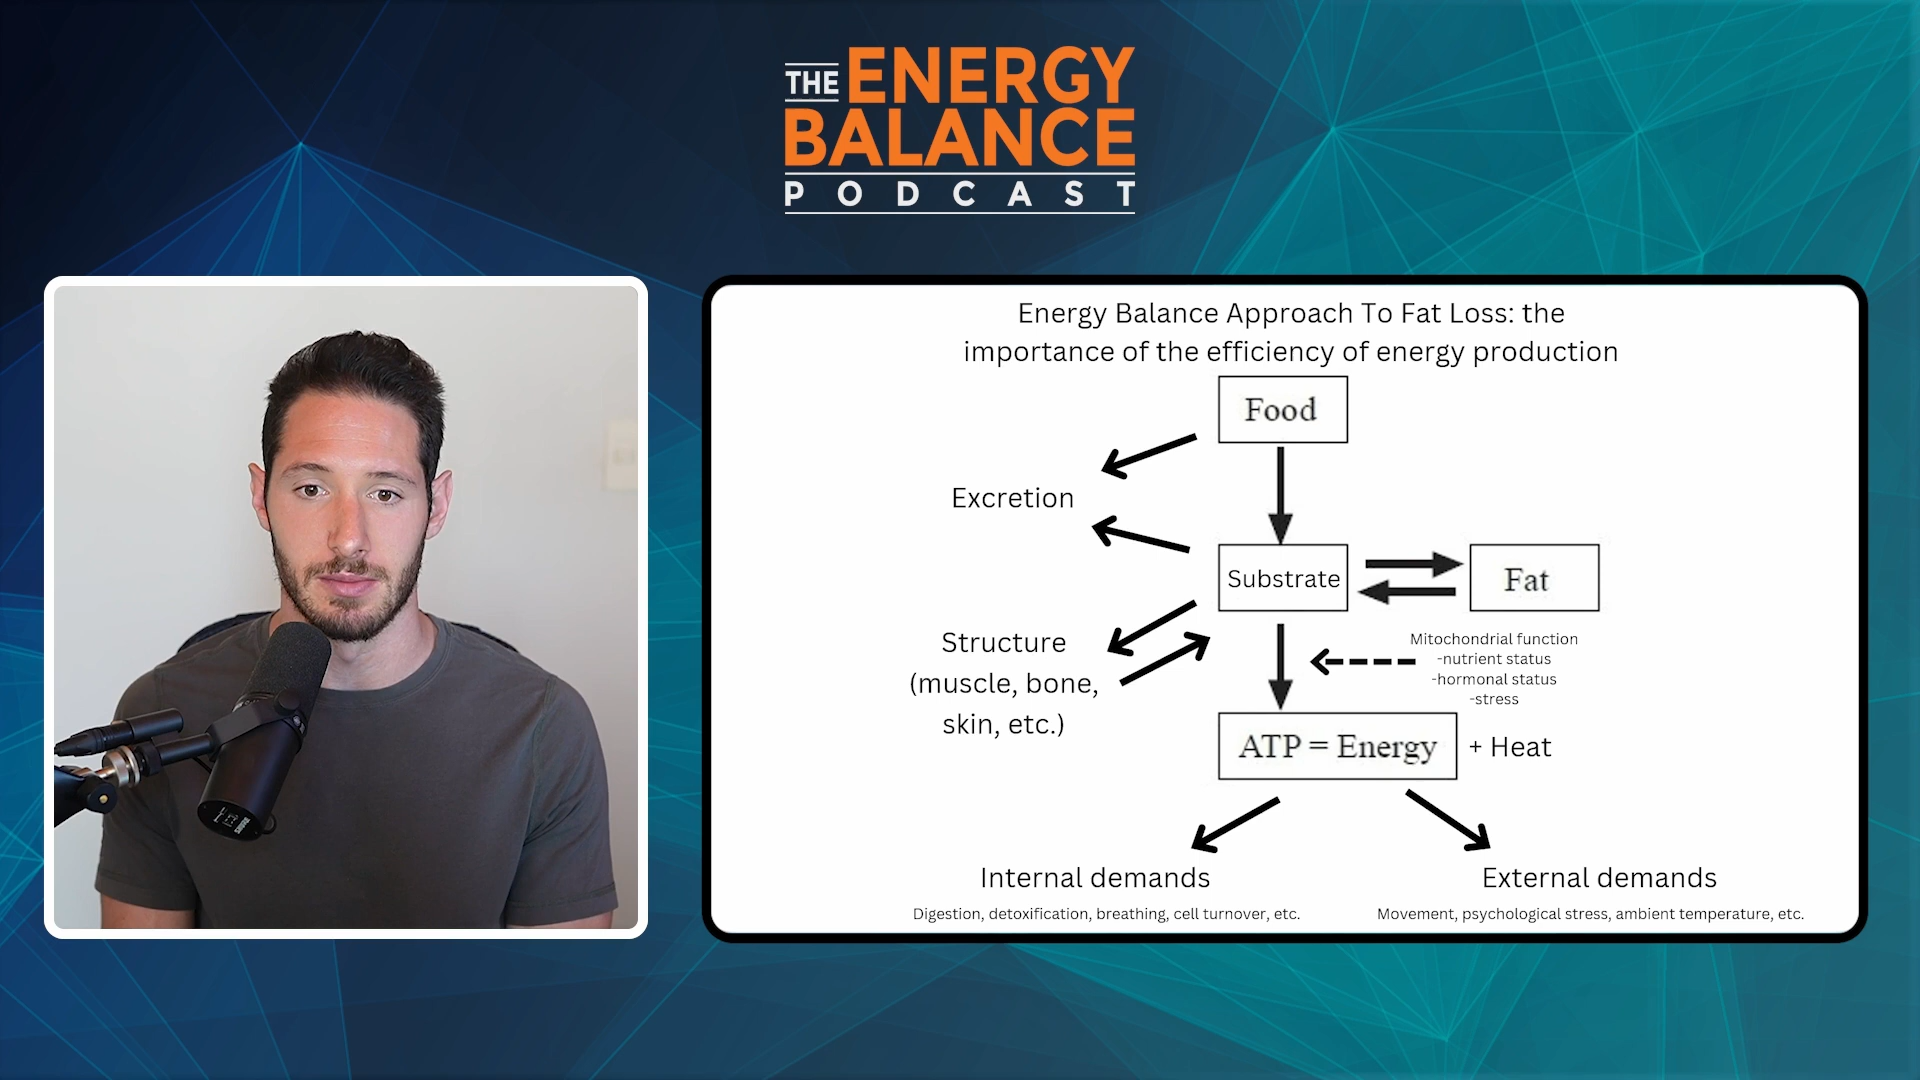 THE ENERGY
BALANCE
PODCAST
Energy Balance Approach To Fat Loss: the
importance of the efficiency of energy production
Food
Excretion
Substrate
Fat
Structure
(muscle, bone,
skin, etc.)
Mitochondrial function
-nutrient status
-hormonal status
-stress
ATP = Energy
+ Heat
Internal demands
Digestion, detoxification, breathing, cell turnover, etc.
External demands
Movement, psychological stress, ambient temperature, etc.